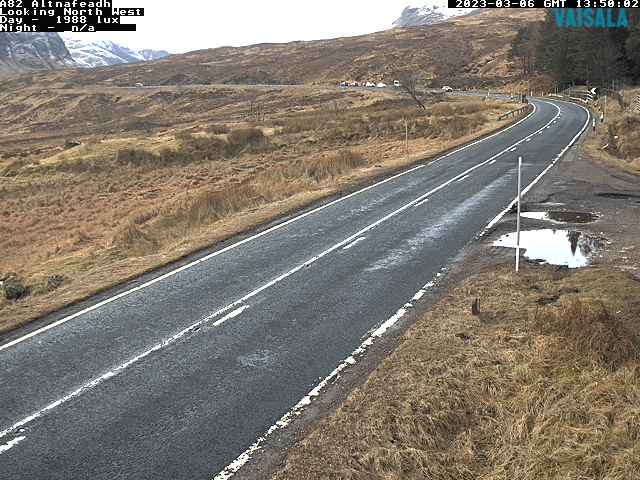 A82 Altnafeadh
2023-03-06 GMT 13:50:02
Looking North West
VAISALA
Day - 1988 lux
Night - n/a